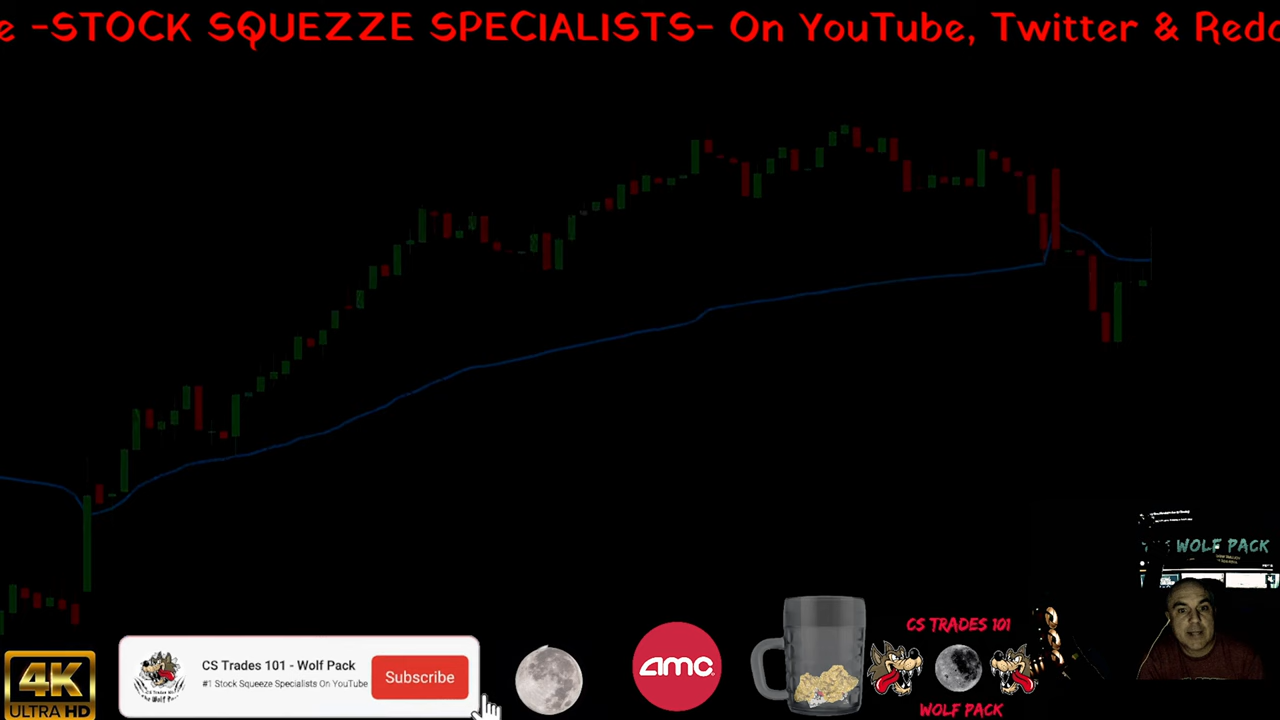 e -STOCK SQUEZZE SPECIALISTS- On YouTube, Twitter & Redd
WOLF PACK
CS Trades 101 - Wolf Pack
#1 Stock Squeeze Specialists On YouTube
Subscribe
4K
ULTRA HD
amc
CS TRADES 101
WOLF PACK